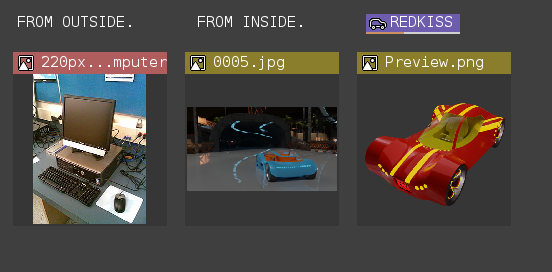 FROM OUTSIDE.
FROM INSIDE.
REDKISS
220px...mputer
0005.jpg
Preview.png